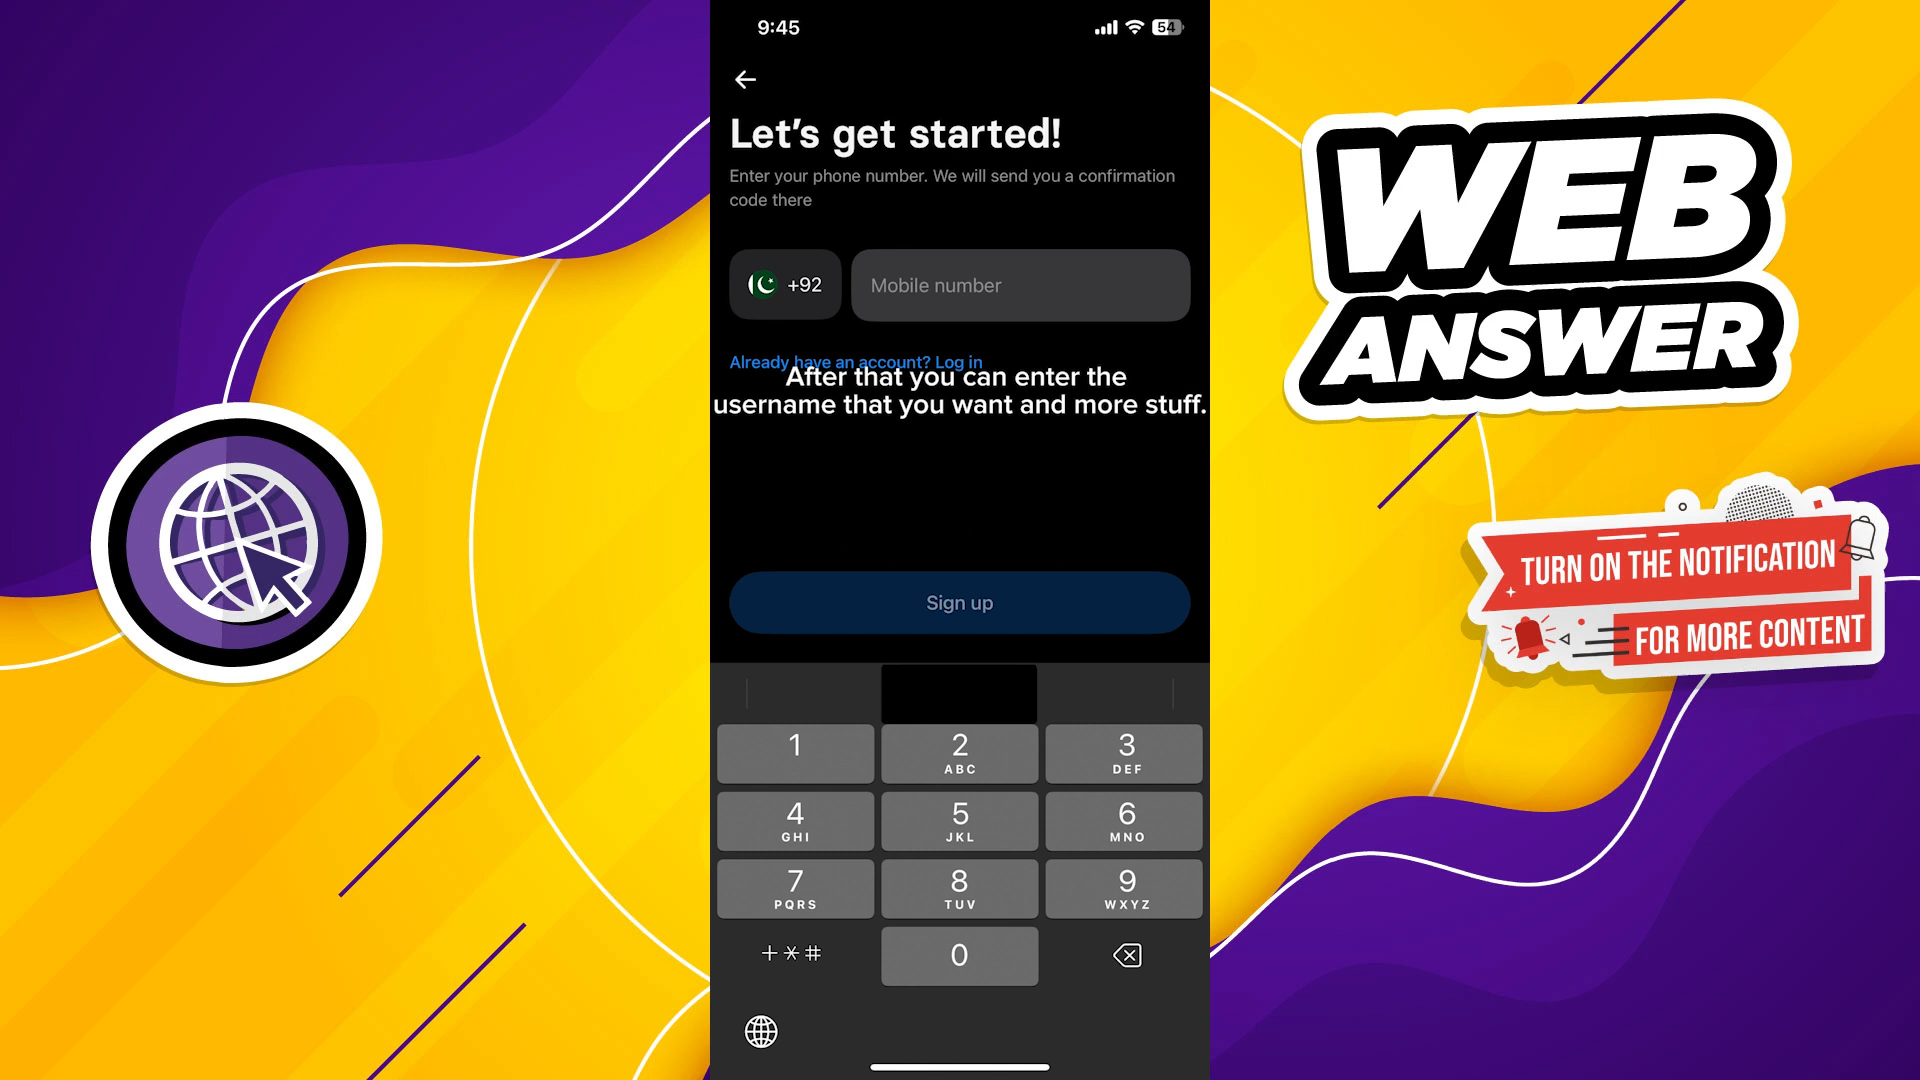 9:45
54
Let's get started!
Enter your phone number. We will send you a confirmation
code there
+92
Mobile number
Already have an account? Log in
After that you can enter the
username that you want and more stuff.
Sign up
1
2
ABC
3
DEF
4
GHI
5
JKL
6
MNO
7
PQRS
8
TUV
9
WXYZ
+*#
0
WEB
ANSWER
TURN ON THE NOTIFICATION
FOR MORE CONTENT